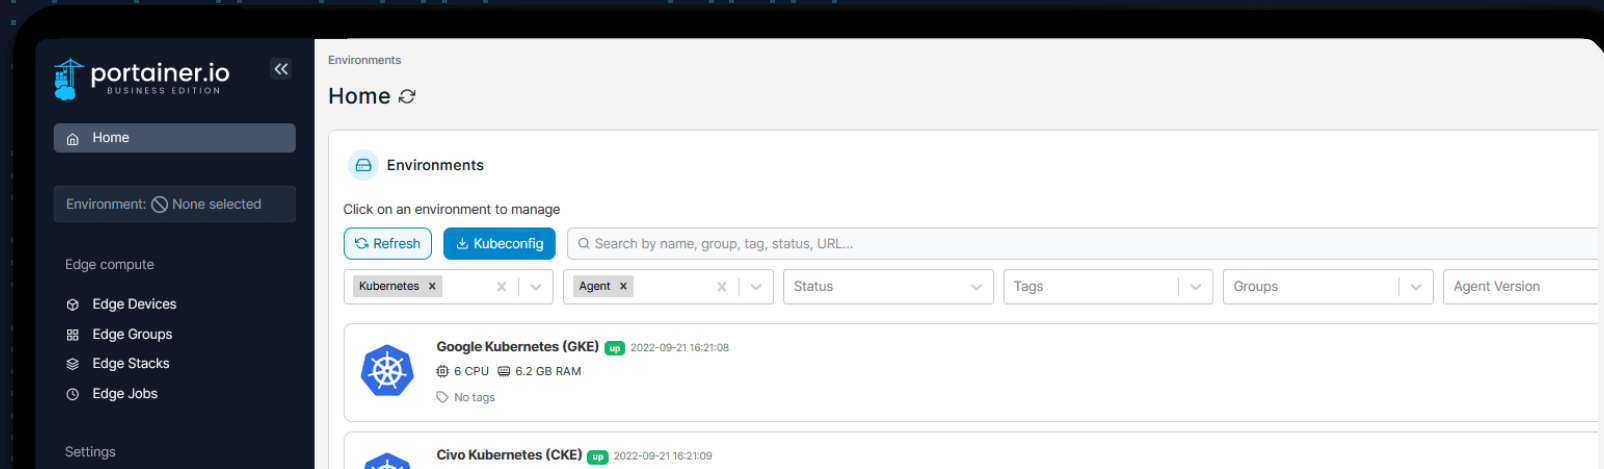 portainer.io
BUSINESS EDITION
Home
Environment: None selected
Edge compute
Edge Devices
Edge Groups
Edge Stacks
Edge Jobs
Settings
Environments
Home
Environments
Click on an environment to manage
Refresh
Kubeconfig
Search by name, group, tag, status, URL...
Kubernetes
Agent
Status
Tags
Groups
Agent Version
Google Kubernetes (GKE) up 2022-09-21 16:21:08
6 CPU 6.2 GB RAM
No tags
Civo Kubernetes (CKE) up 2022-09-21 16:21:09